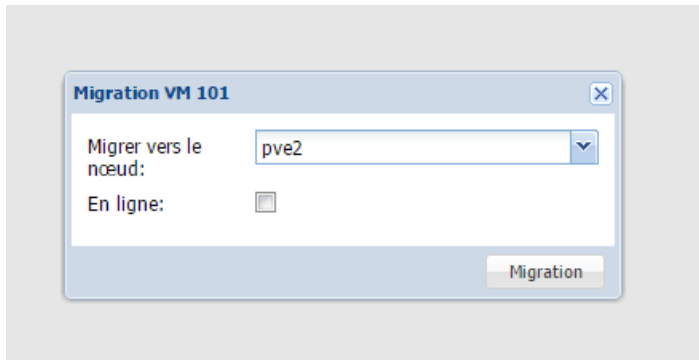 Migration VM 101
Migrer vers le
nœud:
pve2
En ligne:
Migration